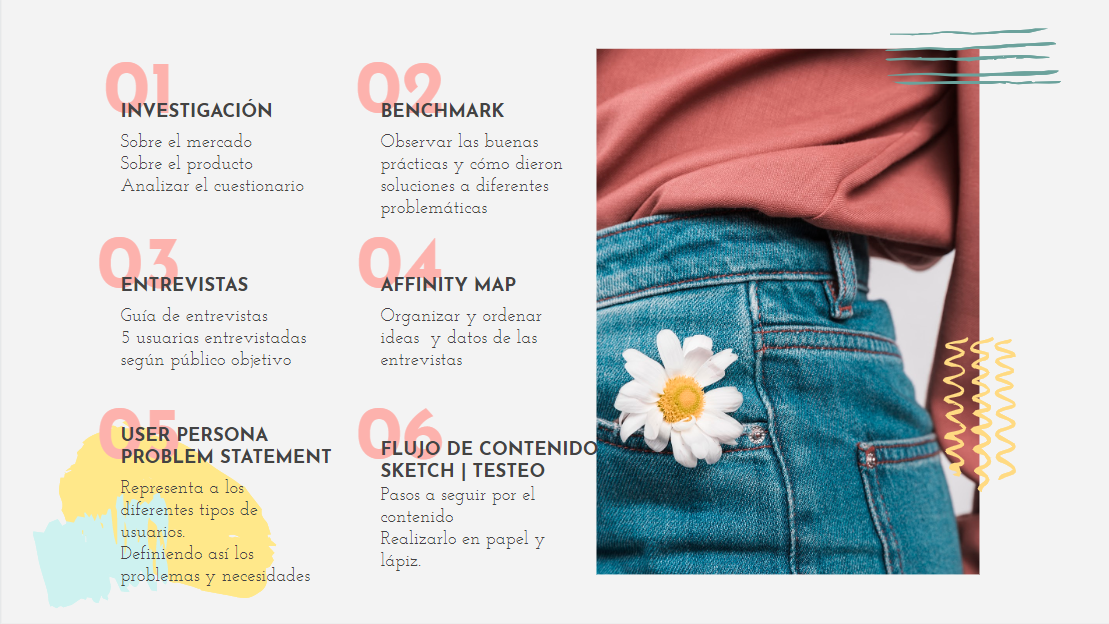 01
INVESTIGACIÓN
Sobre el mercado
Sobre el producto
Analizar el cuestionario
02
BENCHMARK
Observar las buenas
prácticas y cómo dieron
soluciones a diferentes
problemáticas
03
ENTREVISTAS
Guía de entrevistas
5 usuarias entrevistadas
según público objetivo
04
AFFINITY MAP
Organizar y ordenar
ideas y datos de las
entrevistas
05
USER PERSONA
PROBLEM STATEMENT
Representa a los
diferentes tipos de
usuarios.
Definiendo así los
problemas y necesidades
06
FLUJO DE CONTENIDO
SKETCH | TESTEO
Pasos a seguir por el
contenido
Realizarlo en papel y
lápiz.